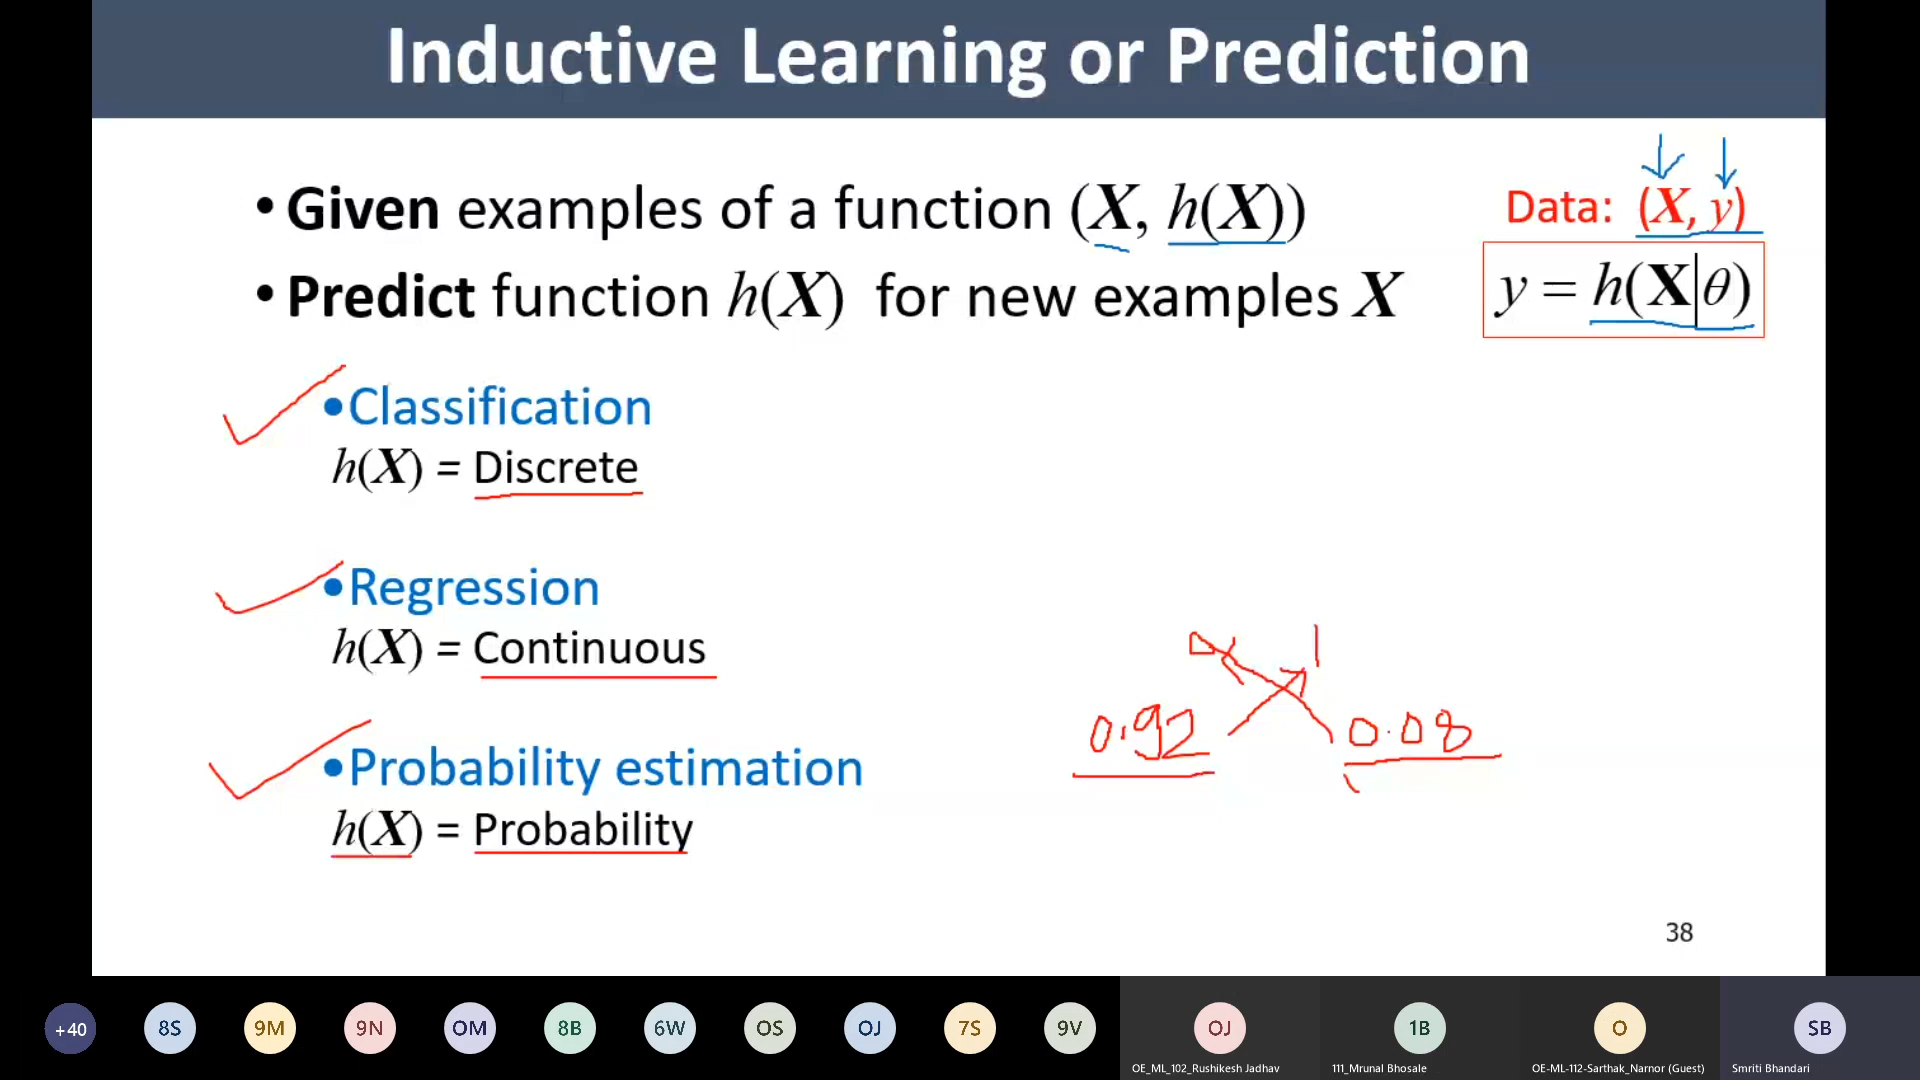 Inductive Learning or Prediction
• Given examples of a function (X, h(X))
Data: (X, y)
• Predict function h(X) for new examples X
y = h(X|θ)
•Classification
h(X) = Discrete
•Regression
h(X) = Continuous
1
0.92
0.08
•Probability estimation
h(X) = Probability
38
+40
8S
9M
9N
OM
8B
6W
OS
OJ
7S
9V
OJ
1B
O
SB
OE_ML_102_Rushikesh Jadhav
111_Mrunal Bhosale
OE-ML-112-Sarthak_Narnor (Guest)
Smriti Bhandari